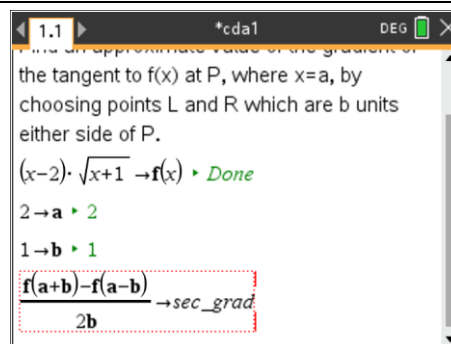 1.1 *cda1 DEG
the tangent to f(x) at P, where x=a, by
choosing points L and R which are b units
either side of P.
(x−2)·√(x+1) →f(x) ▸ Done
2→a ▸ 2
1→b ▸ 1
(f(a+b)−f(a−b))/(2b) →sec_grad